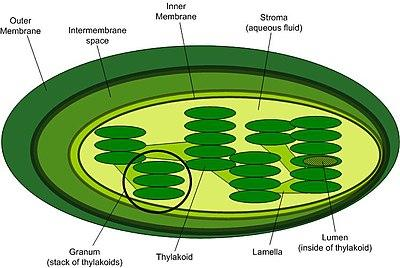 Outer
Membrane
Intermembrane
space
Inner
Membrane
Stroma
(aqueous fluid)
Granum
(stack of thylakoids)
Thylakoid
Lamella
Lumen
(inside of thylakoid)